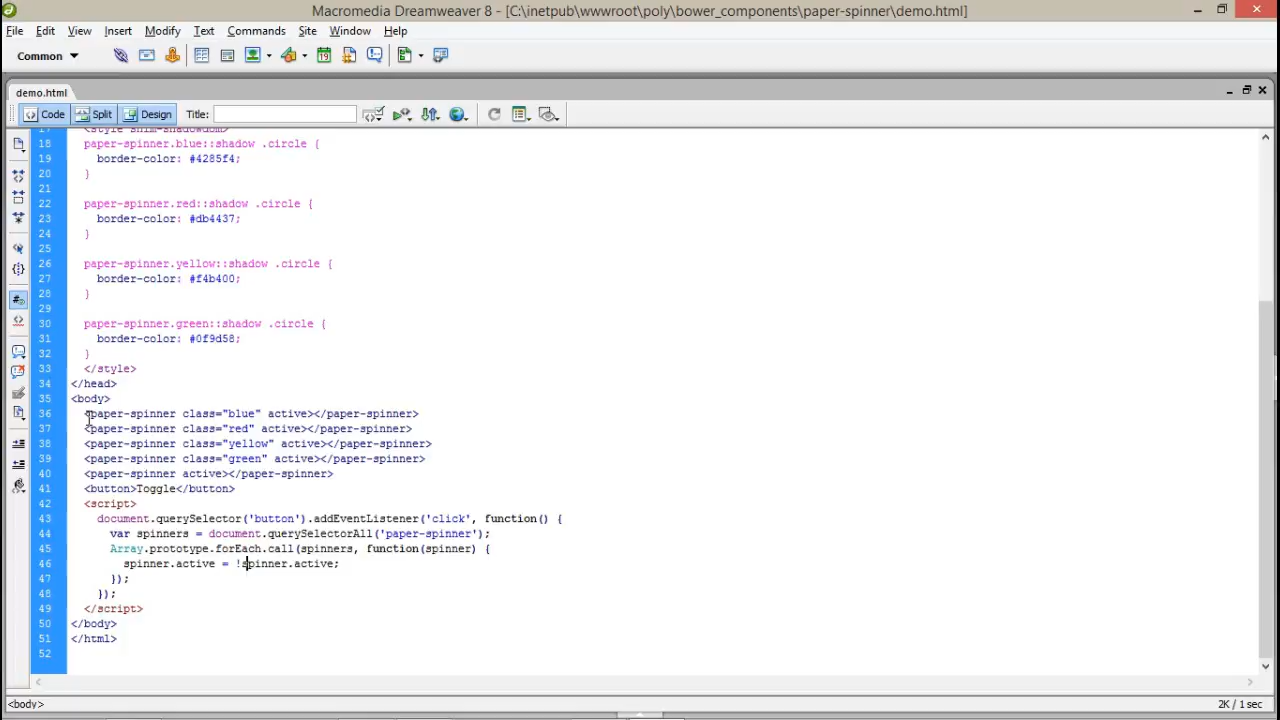 Macromedia Dreamweaver 8 - [C:\inetpub\wwwroot\poly\bower_components\paper-spinner\demo.html]
File Edit View Insert Modify Text Commands Site Window Help
Common
demo.html
Code Split Design Title:
17 <style shim-shadowdom>
18 paper-spinner.blue::shadow .circle {
19 border-color: #4285f4;
20 }
21
22 paper-spinner.red::shadow .circle {
23 border-color: #db4437;
24 }
25
26 paper-spinner.yellow::shadow .circle {
27 border-color: #f4b400;
28 }
29
30 paper-spinner.green::shadow .circle {
31 border-color: #0f9d58;
32 }
33 </style>
34 </head>
35 <body>
36 <paper-spinner class="blue" active></paper-spinner>
37 <paper-spinner class="red" active></paper-spinner>
38 <paper-spinner class="yellow" active></paper-spinner>
39 <paper-spinner class="green" active></paper-spinner>
40 <paper-spinner active></paper-spinner>
41 <button>Toggle</button>
42 <script>
43 document.querySelector('button').addEventListener('click', function() {
44 var spinners = document.querySelectorAll('paper-spinner');
45 Array.prototype.forEach.call(spinners, function(spinner) {
46 spinner.active = !spinner.active;
47 });
48 });
49 </script>
50 </body>
51 </html>
52
<body> 2K / 1 sec